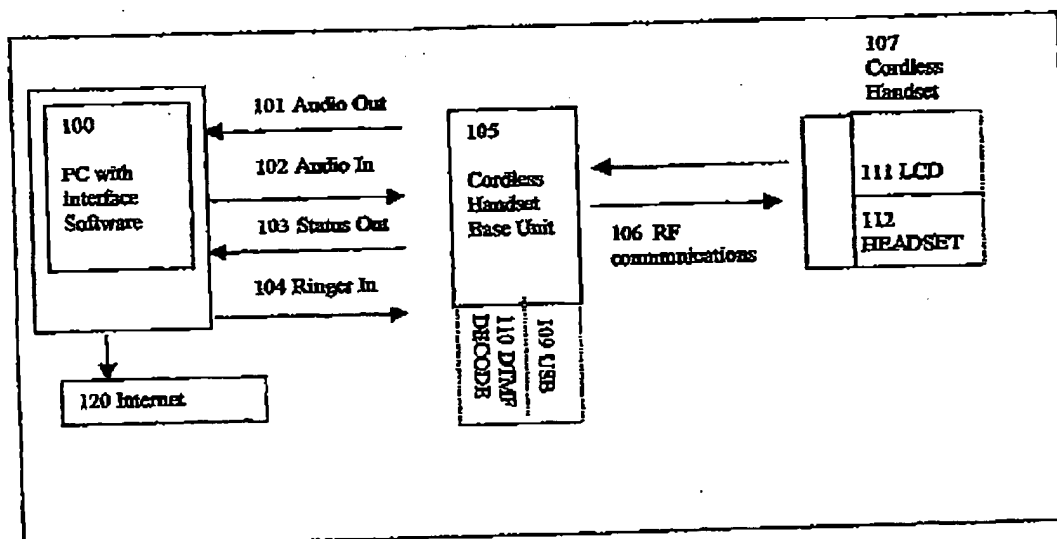 107
Cordless
Handset
101 Audio Out
100
PC with
Interface
Software
102 Audio In
103 Status Out
104 Ringer In
105
Cordless
Handset
Base Unit
106 RF
communications
111 LCD
112
HEADSET
109 USB
110 DTMF
DECODE
120 Internet